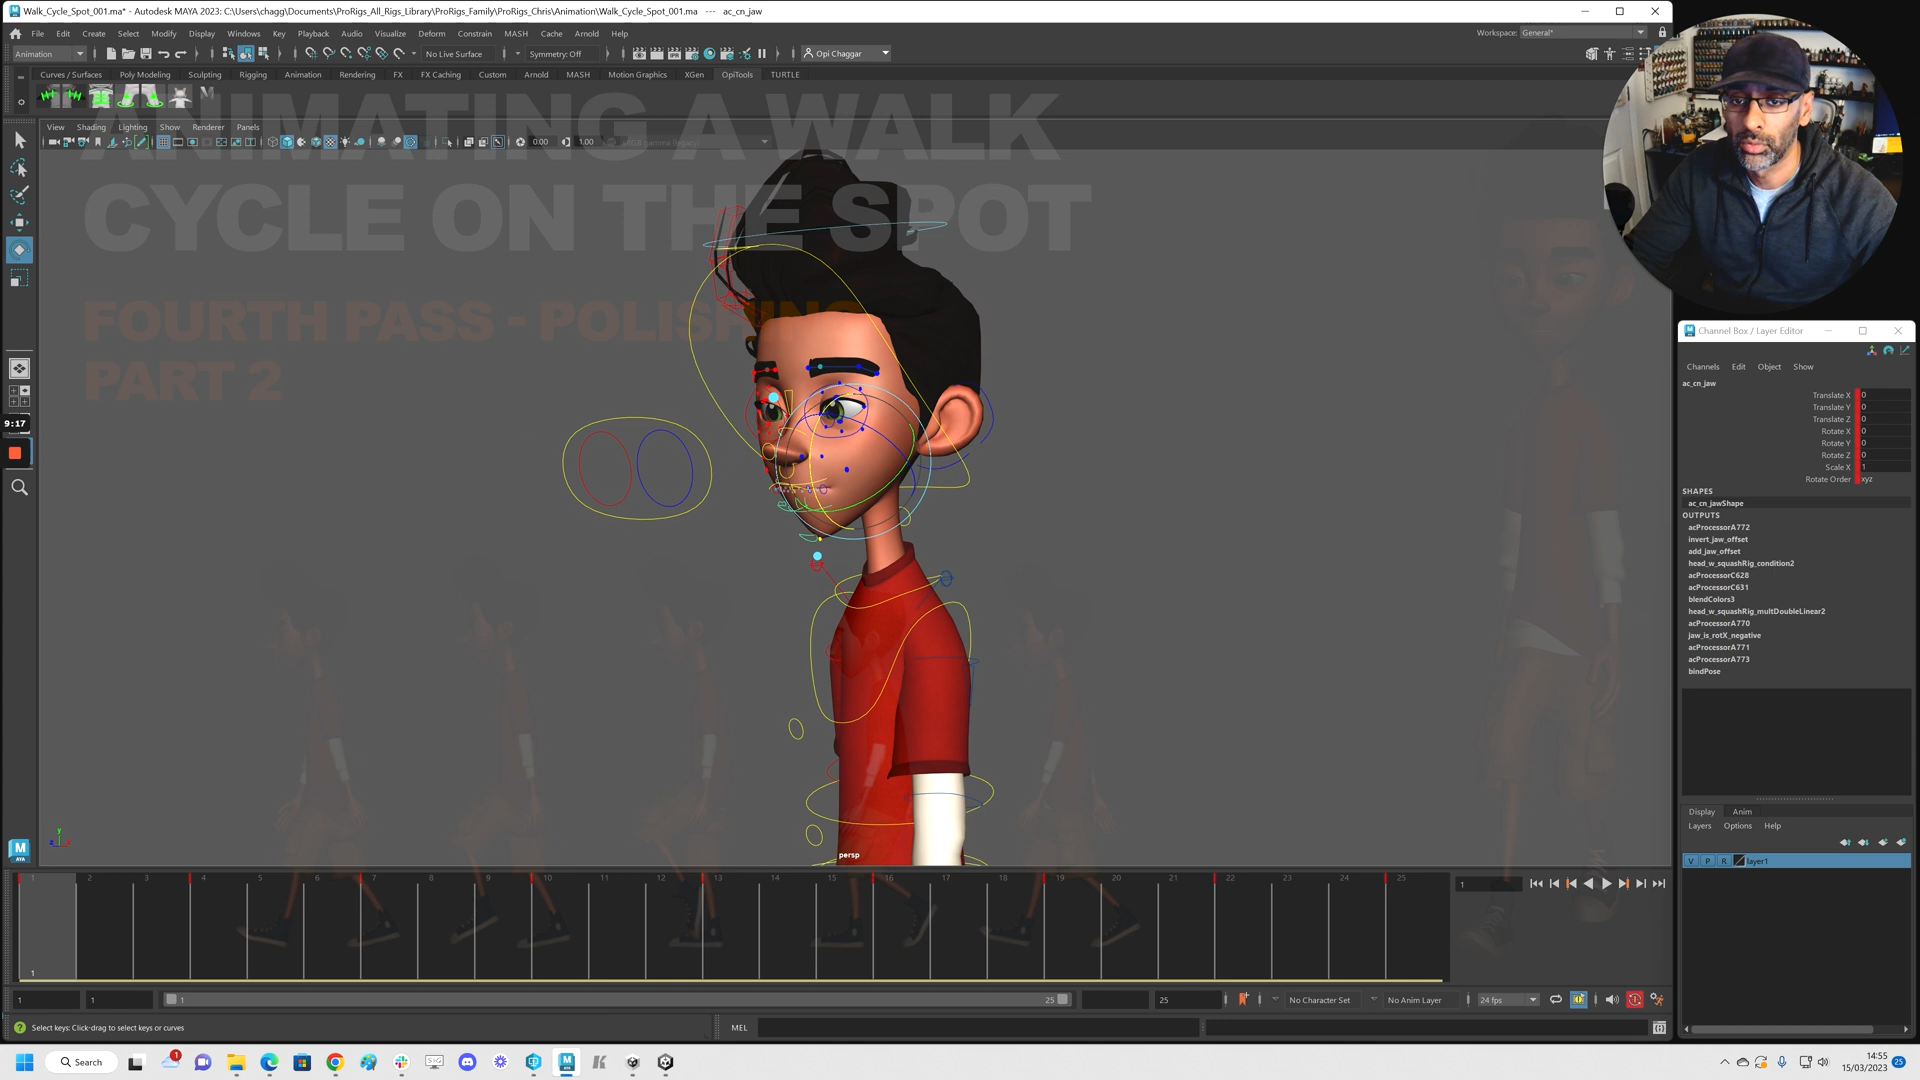 Walk_Cycle_Spot_001.ma* - Autodesk MAYA 2023: C:\Users\chagg\Documents\ProRigs_All_Rigs_Library\ProRigs_Family\ProRigs_Chris\Animation\Walk_Cycle_Spot_001.ma --- ac_cn_jaw
File Edit Create Select Modify Display Windows Key Playback Audio Visualize Deform Constrain MASH Cache Arnold Help
Workspace: General*
Animation No Live Surface Symmetry: Off Opi Chaggar
Curves / Surfaces Poly Modeling Sculpting Rigging Animation Rendering FX FX Caching Custom Arnold MASH Motion Graphics XGen OpiTools TURTLE
View Shading Lighting Show Renderer Panels
0.00 1.00
ANIMATING A WALK
CYCLE ON THE SPOT
FOURTH PASS - POLISHING
PART 2
9:17
persp
Channel Box / Layer Editor
Channels Edit Object Show
ac_cn_jaw
Translate X 0
Translate Y 0
Translate Z 0
Rotate X 0
Rotate Y 0
Rotate Z 0
Scale X 1
Rotate Order xyz
SHAPES
ac_cn_jawShape
OUTPUTS
acProcessorA772
invert_jaw_offset
add_jaw_offset
head_w_squashRig_condition2
acProcessorC628
acProcessorC631
blendColors3
head_w_squashRig_multDoubleLinear2
acProcessorA770
jaw_is_rotX_negative
acProcessorA771
acProcessorA773
bindPose
Display Anim
Layers Options Help
V P R layer1
1 2 3 4 5 6 7 8 9 10 11 12 13 14 15 16 17 18 19 20 21 22 23 24 25
1
1
1 1 1 25 25 No Character Set No Anim Layer 24 fps
Select keys: Click-drag to select keys or curves
MEL
Search
1
14:55
15/03/2023
25